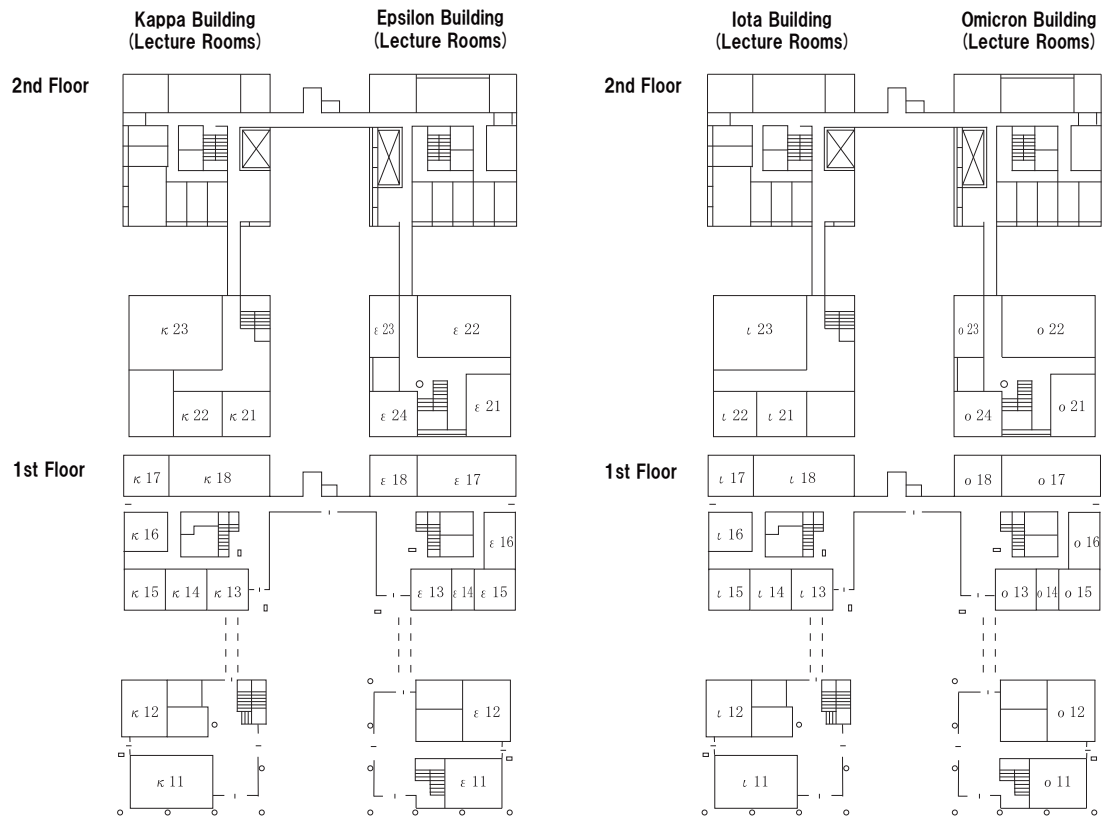 Kappa Building
(Lecture Rooms)
Epsilon Building
(Lecture Rooms)
Iota Building
(Lecture Rooms)
Omicron Building
(Lecture Rooms)
2nd Floor
κ 23
κ 22
κ 21
ε 23
ε 22
ε 24
ε 21
2nd Floor
ι 23
ι 22
ι 21
ο 23
ο 22
ο 24
ο 21
1st Floor
κ 17
κ 18
κ 16
κ 15
κ 14
κ 13
κ 12
κ 11
ε 18
ε 17
ε 16
ε 13
ε 14
ε 15
ε 12
ε 11
1st Floor
ι 17
ι 18
ι 16
ι 15
ι 14
ι 13
ι 12
ι 11
ο 18
ο 17
ο 16
ο 13
ο 14
ο 15
ο 12
ο 11